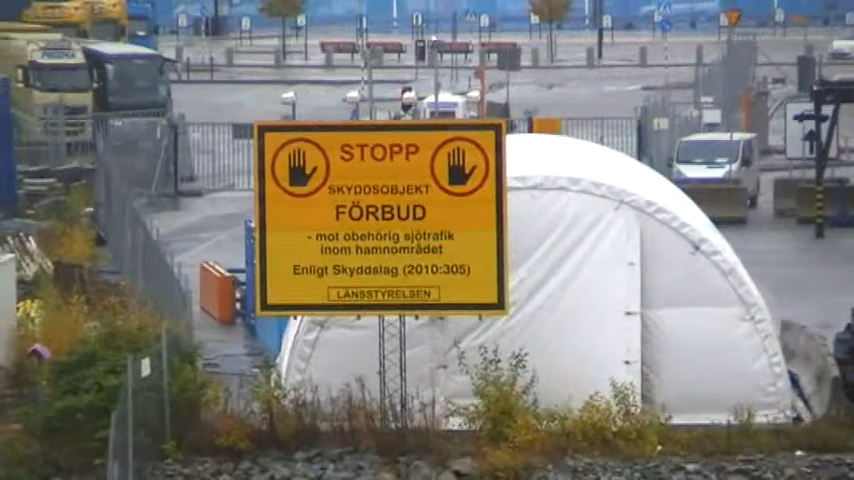 STOPP
SKYDDSOBJEKT
FÖRBUD
- mot obehörig sjötrafik
inom hamnområdet
Enligt Skyddslag (2010:305)
LÄNSSTYRELSEN